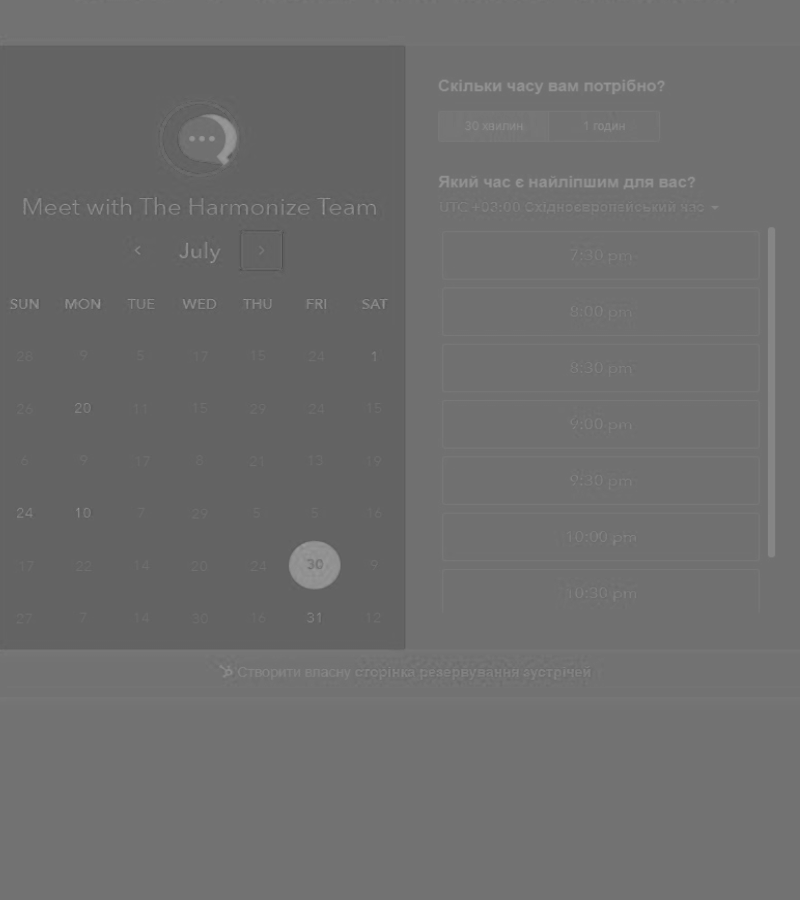 Meet with The Harmonize Team
July
SUN MON TUE WED THU FRI SAT
28 9 5 17 15 24 1
26 20 11 15 29 24 15
6 9 17 8 21 13 19
24 10 7 29 5 5 16
17 22 14 20 24 30 9
27 7 14 30 16 31 12
Скільки часу вам потрібно?
30 хвилин 1 годин
Який час є найліпшим для вас?
UTC +03:00 Східноєвропейський час
7:30 pm
8:00 pm
8:30 pm
9:00 pm
9:30 pm
10:00 pm
10:30 pm
Створити власну сторінка резервування зустрічей